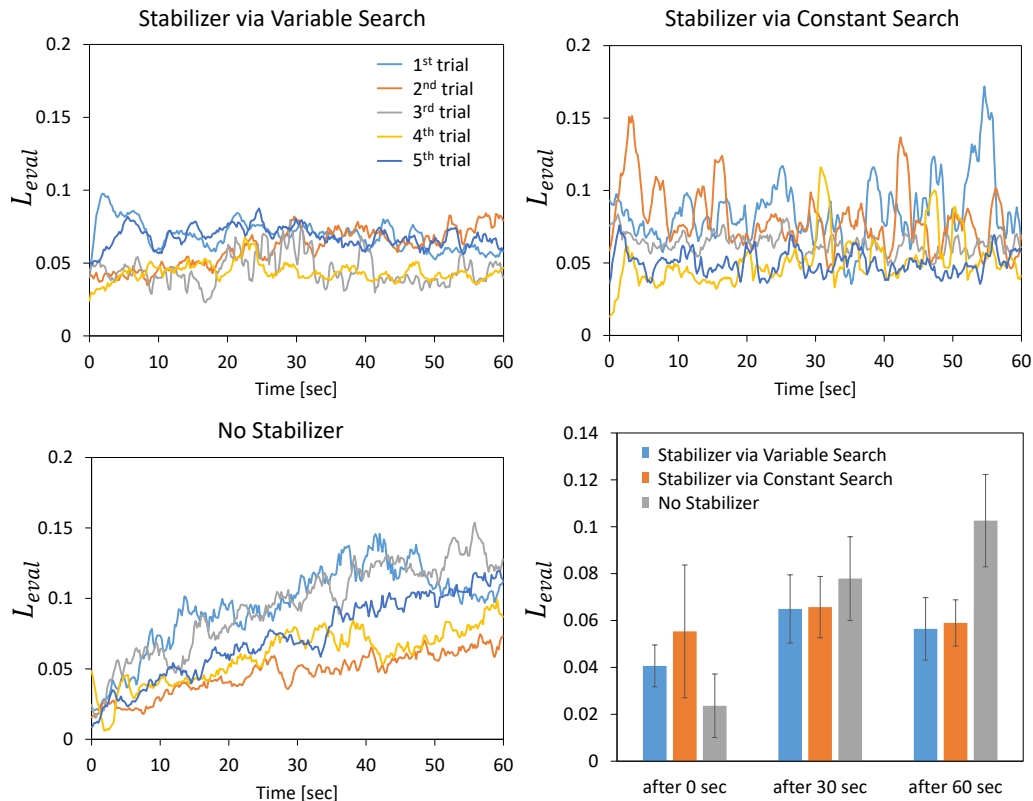 Stabilizer via Variable Search
0.2
0.15
0.1
0.05
0
L_eval
0 10 20 30 40 50 60
Time [sec]
1st trial
2nd trial
3rd trial
4th trial
5th trial
Stabilizer via Constant Search
0.2
0.15
0.1
0.05
0
L_eval
0 10 20 30 40 50 60
Time [sec]
No Stabilizer
0.2
0.15
0.1
0.05
0
L_eval
0 10 20 30 40 50 60
Time [sec]
0.14
0.12
0.1
0.08
0.06
0.04
0.02
0
L_eval
Stabilizer via Variable Search
Stabilizer via Constant Search
No Stabilizer
after 0 sec after 30 sec after 60 sec